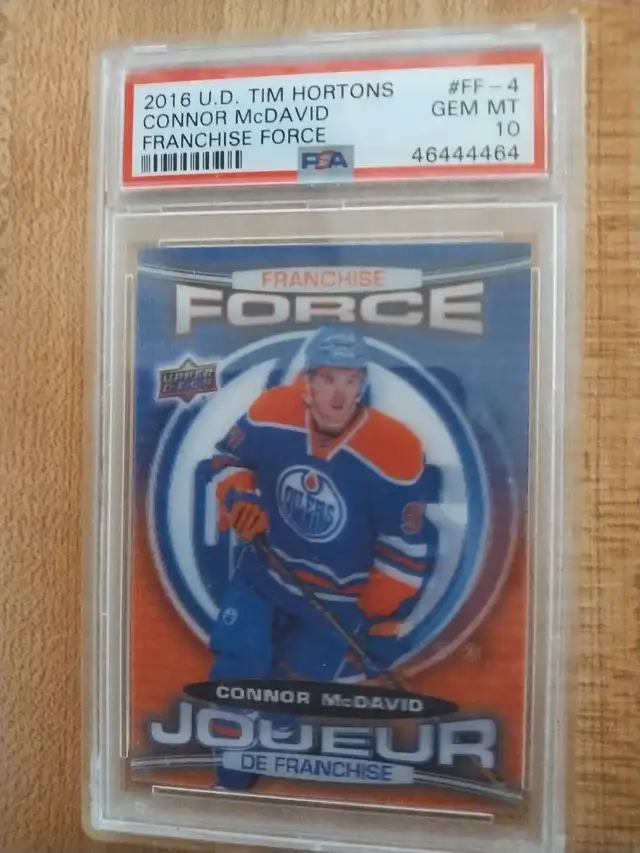 2016 U.D. TIM HORTONS #FF-4
CONNOR McDAVID GEM MT
FRANCHISE FORCE 10
PSA 46444464
FRANCHISE
FORCE
UPPER
DECK
OILERS
CONNOR McDAVID
JOUEUR
DE FRANCHISE